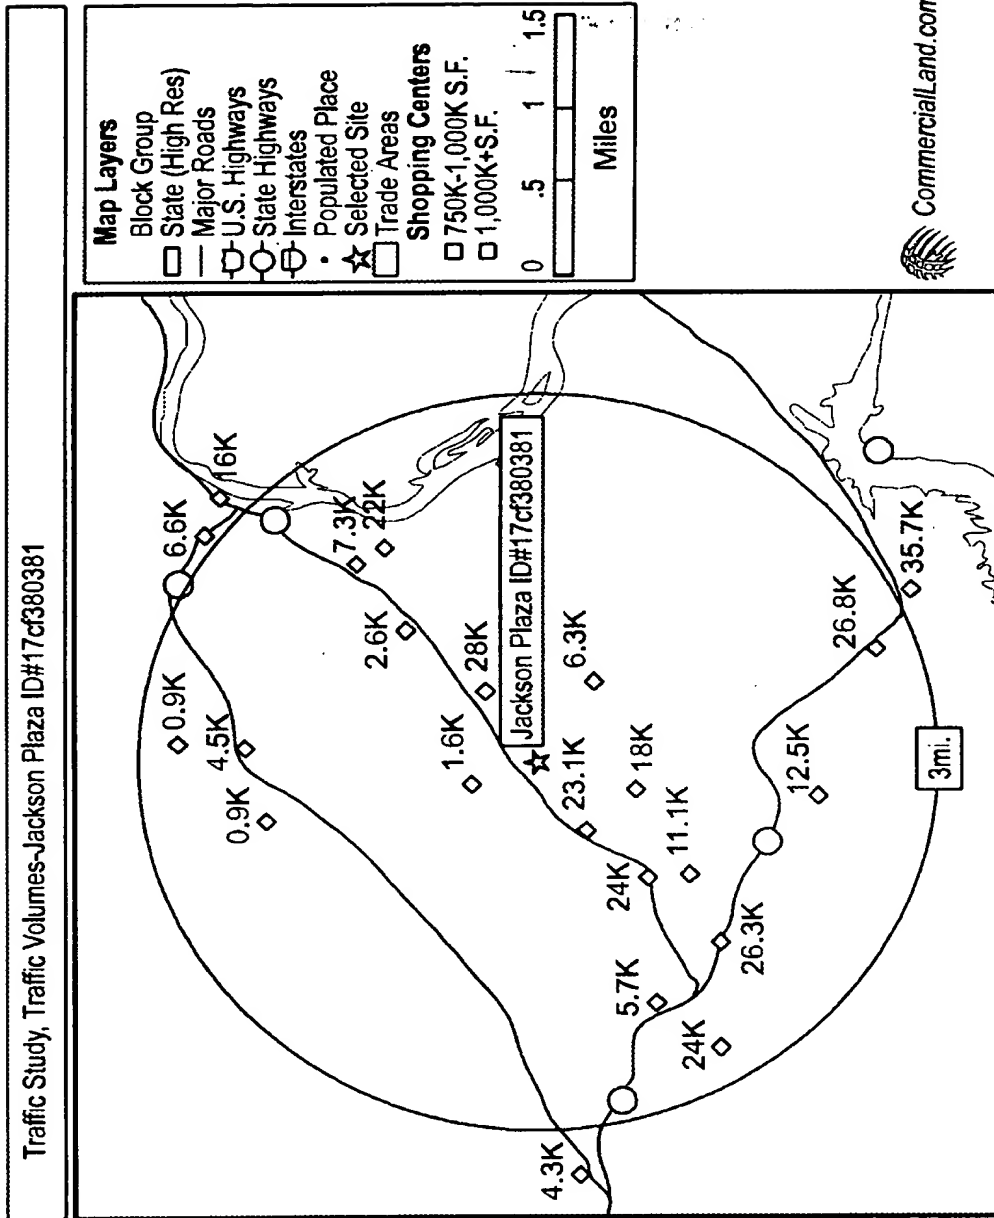 Traffic Study, Traffic Volumes-Jackson Plaza ID#17cf380381
Map Layers
Block Group
State (High Res)
Major Roads
U.S. Highways
State Highways
Interstates
Populated Place
Selected Site
Trade Areas
Shopping Centers
750K-1,000K S.F.
1,000K+S.F.
0 .5 1 1.5
Miles
CommercialLand.com
0.9K
6.6K
16K
4.5K
0.9K
7.3K
22K
2.6K
1.6K
28K
Jackson Plaza ID#17cf380381
4.3K
23.1K
6.3K
24K
18K
5.7K
11.1K
24K
26.3K
12.5K
26.8K
35.7K
3mi.